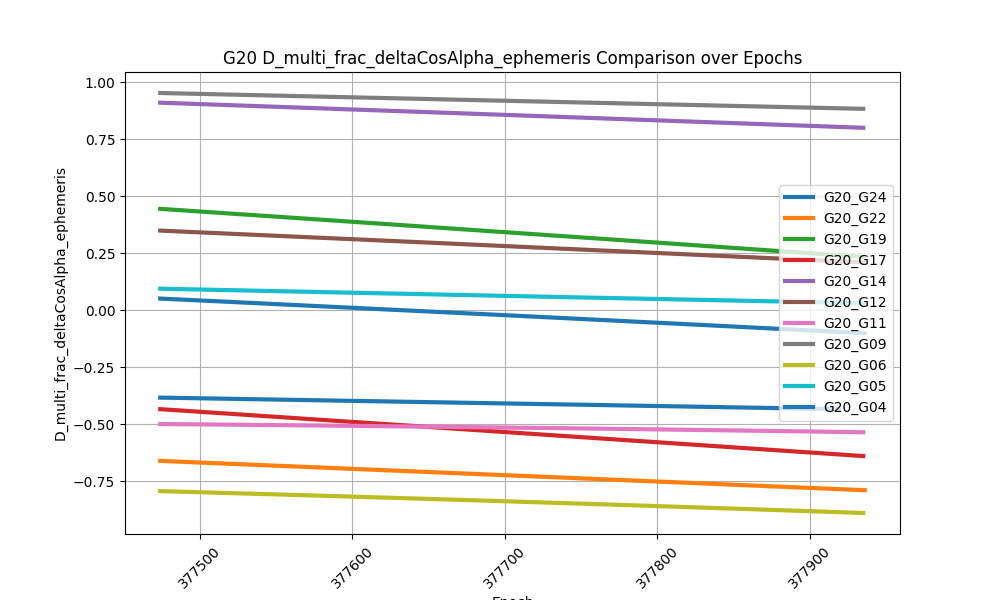 G20 D_multi_frac_deltaCosAlpha_ephemeris Comparison over Epochs
D_multi_frac_deltaCosAlpha_ephemeris
1.00
0.75
0.50
0.25
0.00
−0.25
−0.50
−0.75
G20_G24
G20_G22
G20_G19
G20_G17
G20_G14
G20_G12
G20_G11
G20_G09
G20_G06
G20_G05
G20_G04
377500
377600
377700
377800
377900
Epoch